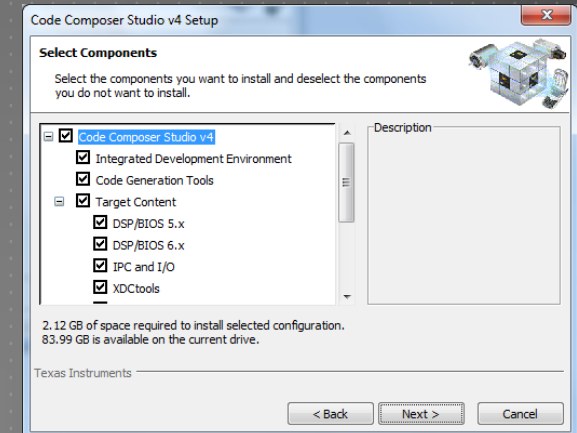 Code Composer Studio v4 Setup
Select Components
Select the components you want to install and deselect the components
you do not want to install.
Code Composer Studio v4
Integrated Development Environment
Code Generation Tools
Target Content
DSP/BIOS 5.x
DSP/BIOS 6.x
IPC and I/O
XDCtools
Description
2.12 GB of space required to install selected configuration.
83.99 GB is available on the current drive.
Texas Instruments
< Back
Next >
Cancel